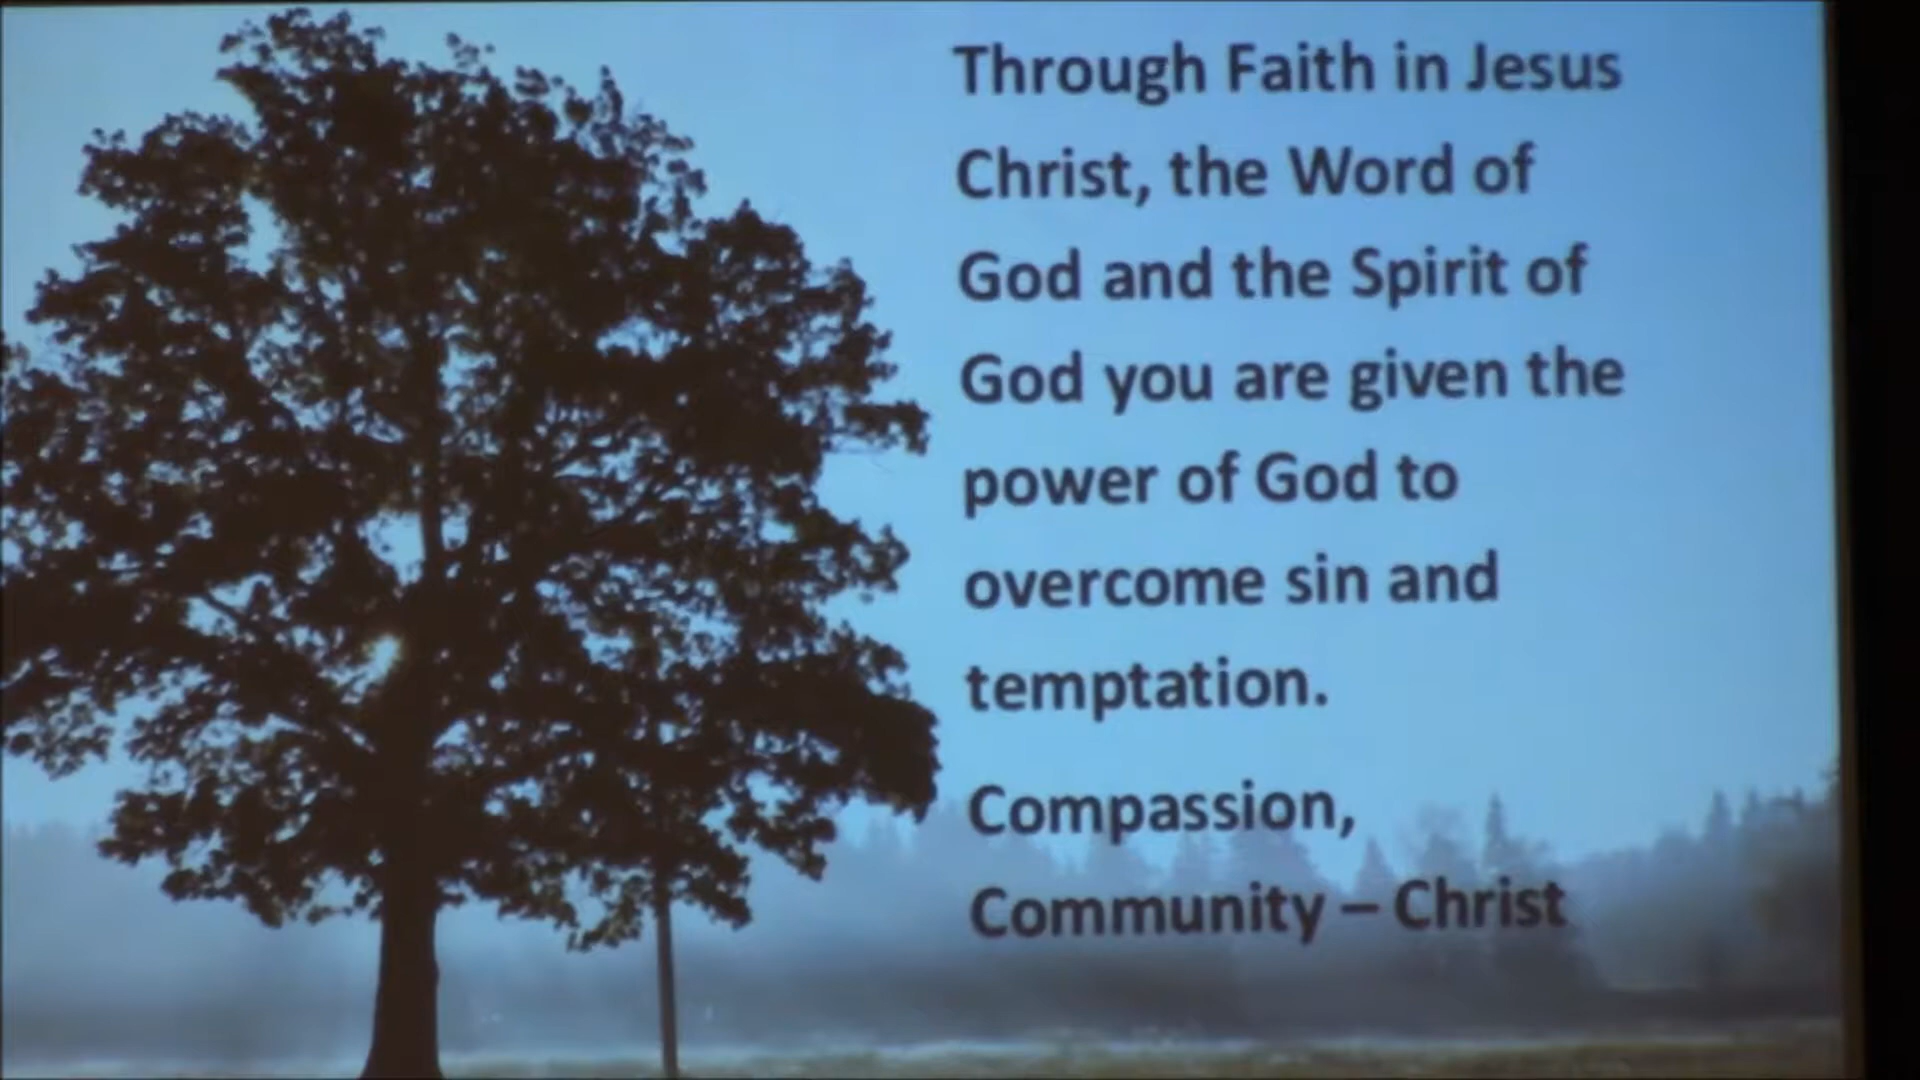 Through Faith in Jesus
Christ, the Word of
God and the Spirit of
God you are given the
power of God to
overcome sin and
temptation.
Compassion,
Community – Christ